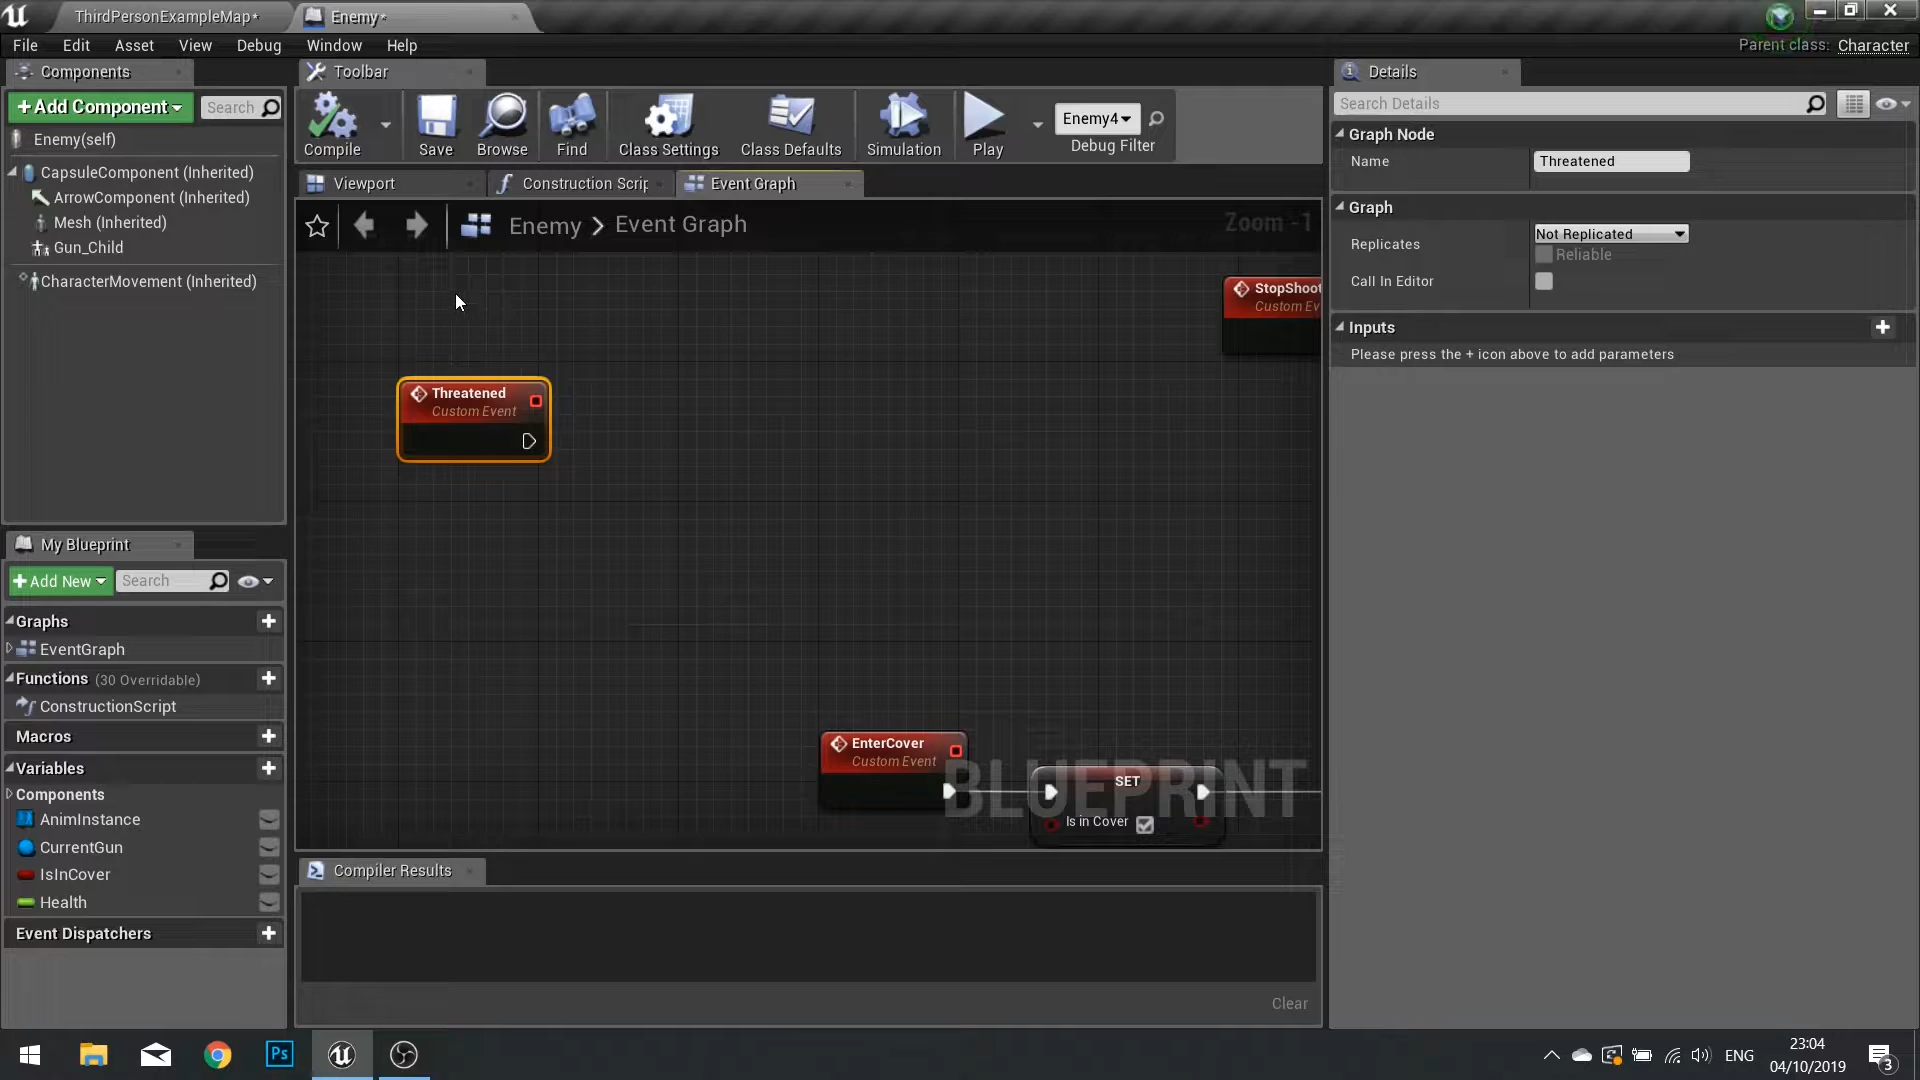 ThirdPersonExampleMap*
Enemy*
File Edit Asset View Debug Window Help
Parent class: Character
Components
Add Component
Search
Enemy(self)
CapsuleComponent (Inherited)
ArrowComponent (Inherited)
Mesh (Inherited)
Gun_Child
CharacterMovement (Inherited)
My Blueprint
Add New
Search
Graphs
EventGraph
Functions (30 Overridable)
ConstructionScript
Macros
Variables
Components
AnimInstance
CurrentGun
IsInCover
Health
Event Dispatchers
Toolbar
Compile
Save
Browse
Find
Class Settings
Class Defaults
Simulation
Play
Enemy4
Debug Filter
Viewport
Construction Scrip
Event Graph
Enemy > Event Graph
Zoom -1
StopShoot
Custom Ev
Threatened
Custom Event
EnterCover
Custom Event
SET
Is in Cover
BLUEPRINT
Compiler Results
Clear
Details
Search Details
Graph Node
Name
Threatened
Graph
Replicates
Not Replicated
Reliable
Call In Editor
Inputs
Please press the + icon above to add parameters
Ps
ENG
23:04
04/10/2019
3